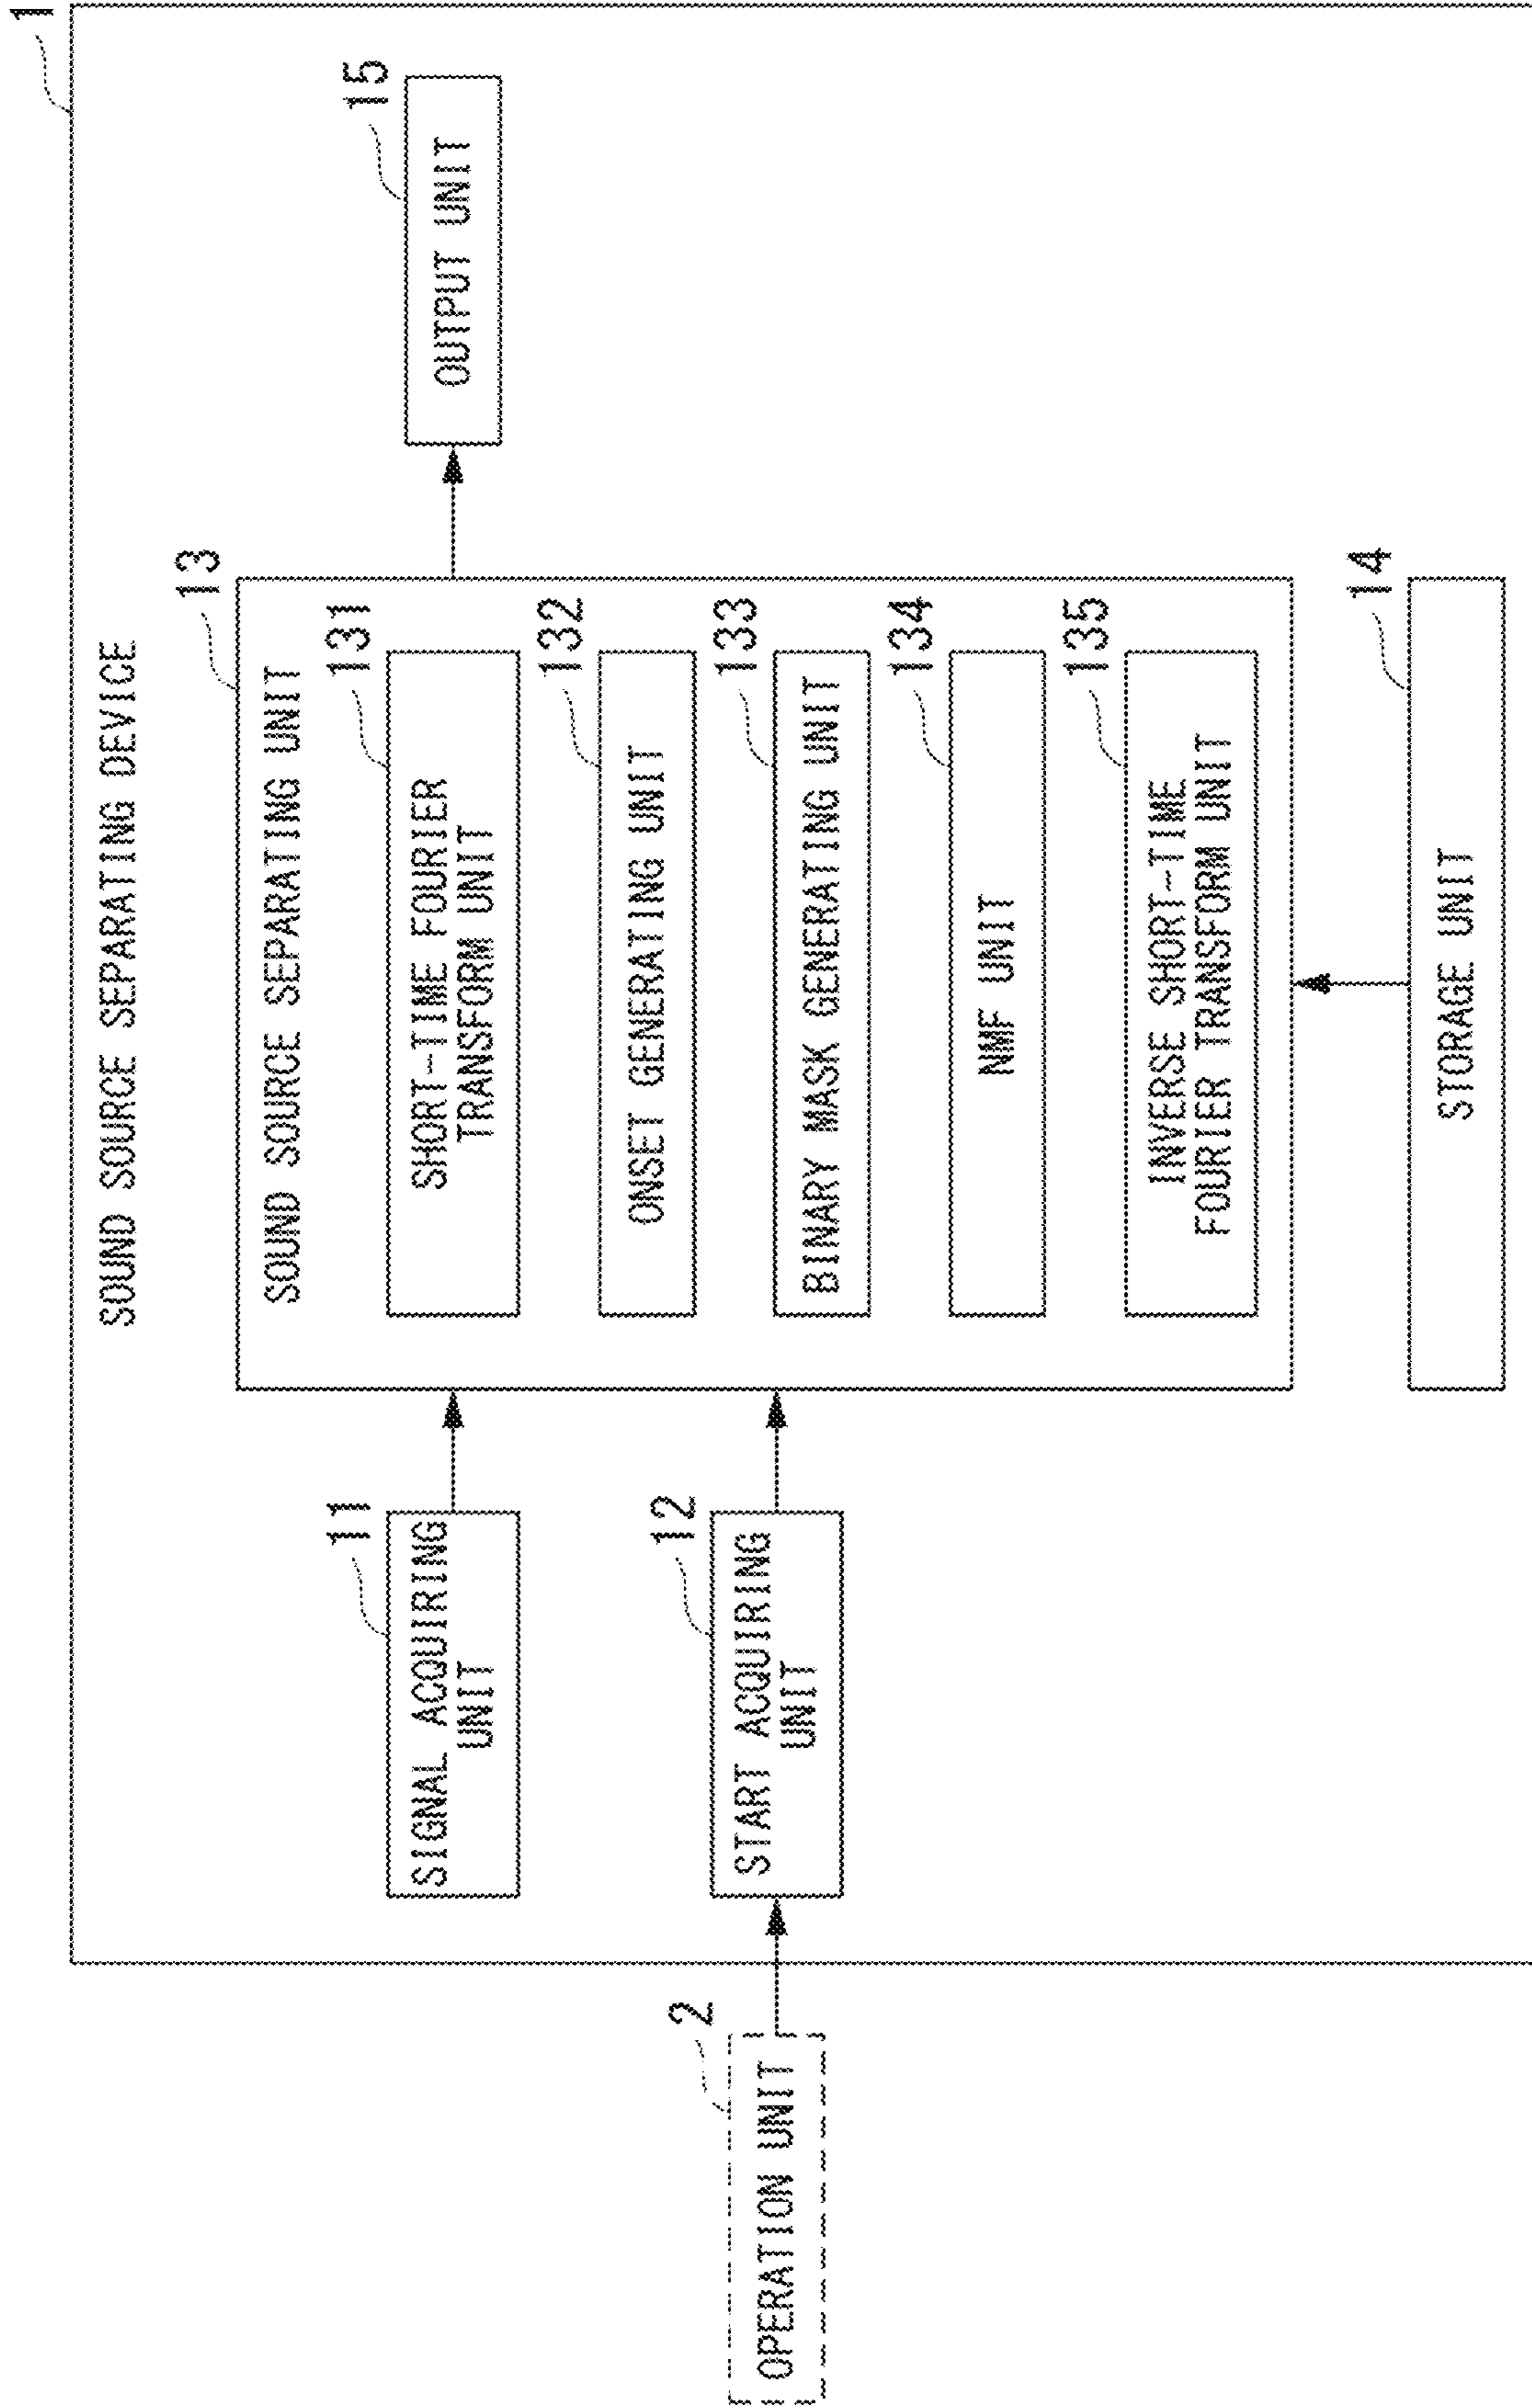 1
SOUND SOURCE SEPARATING DEVICE
2
OPERATION UNIT
11
SIGNAL ACQUIRING
UNIT
12
START ACQUIRING
UNIT
13
SOUND SOURCE SEPARATING UNIT
131
SHORT-TIME FOURIER
TRANSFORM UNIT
132
ONSET GENERATING UNIT
133
BINARY MASK GENERATING UNIT
134
NMF UNIT
135
INVERSE SHORT-TIME
FOURIER TRANSFORM UNIT
14
STORAGE UNIT
15
OUTPUT UNIT